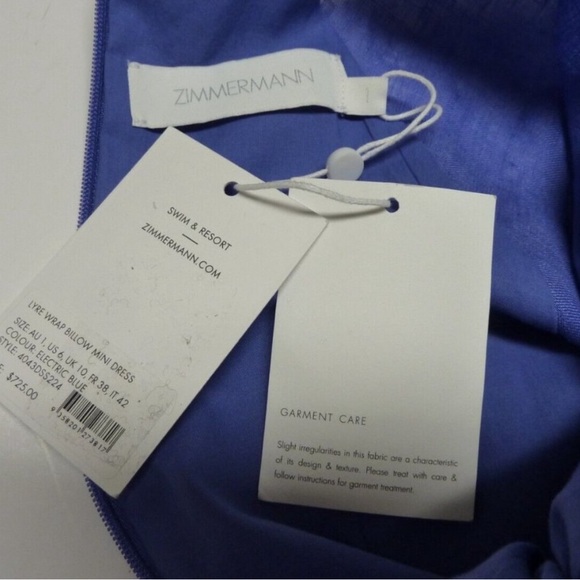 ZIMMERMANN
1
SWIM & RESORT
ZIMMERMANN.COM
LYRE WRAP BILLOW MINI DRESS
SIZE: AU 1, US 6, UK 10, FR 38, IT 42
COLOUR: ELECTRIC BLUE
STYLE: 4043DSS224
$725.00
GARMENT CARE
Slight irregularities in this fabric are a characteristic
of its design & texture. Please treat with care &
follow instructions for garment treatment.